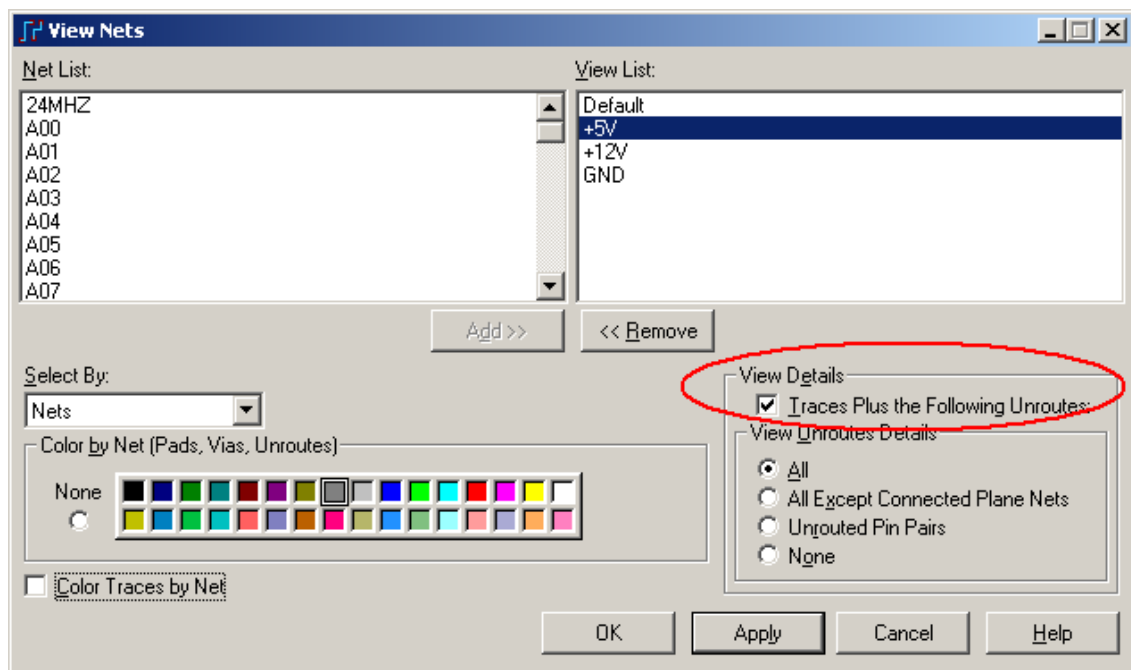 View Nets
Net List:
View List:
24MHZ
A00
A01
A02
A03
A04
A05
A06
A07
Default
+5V
+12V
GND
Add >>
<< Remove
Select By:
Nets
View Details
Traces Plus the Following Unroutes:
Color by Net (Pads, Vias, Unroutes)
None
View Unroutes Details
All
All Except Connected Plane Nets
Unrouted Pin Pairs
None
Color Traces by Net
OK
Apply
Cancel
Help